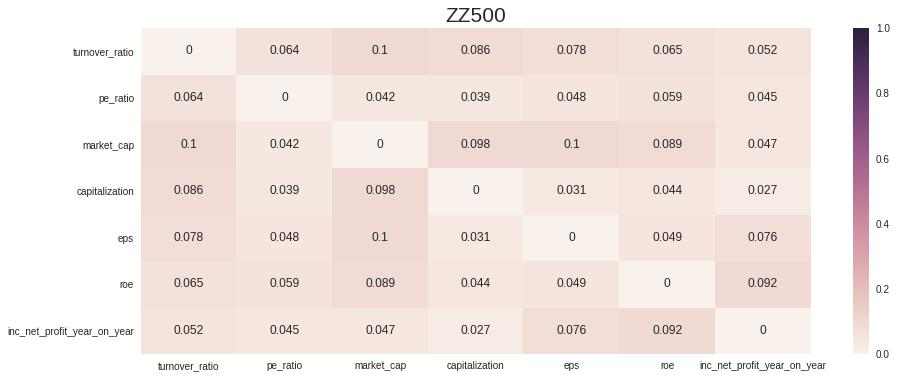 ZZ500
turnover_ratio 0 0.064 0.1 0.086 0.078 0.065 0.052
pe_ratio 0.064 0 0.042 0.039 0.048 0.059 0.045
market_cap 0.1 0.042 0 0.098 0.1 0.089 0.047
capitalization 0.086 0.039 0.098 0 0.031 0.044 0.027
eps 0.078 0.048 0.1 0.031 0 0.049 0.076
roe 0.065 0.059 0.089 0.044 0.049 0 0.092
inc_net_profit_year_on_year 0.052 0.045 0.047 0.027 0.076 0.092 0
turnover_ratio pe_ratio market_cap capitalization eps roe inc_net_profit_year_on_year
1.0
0.8
0.6
0.4
0.2
0.0